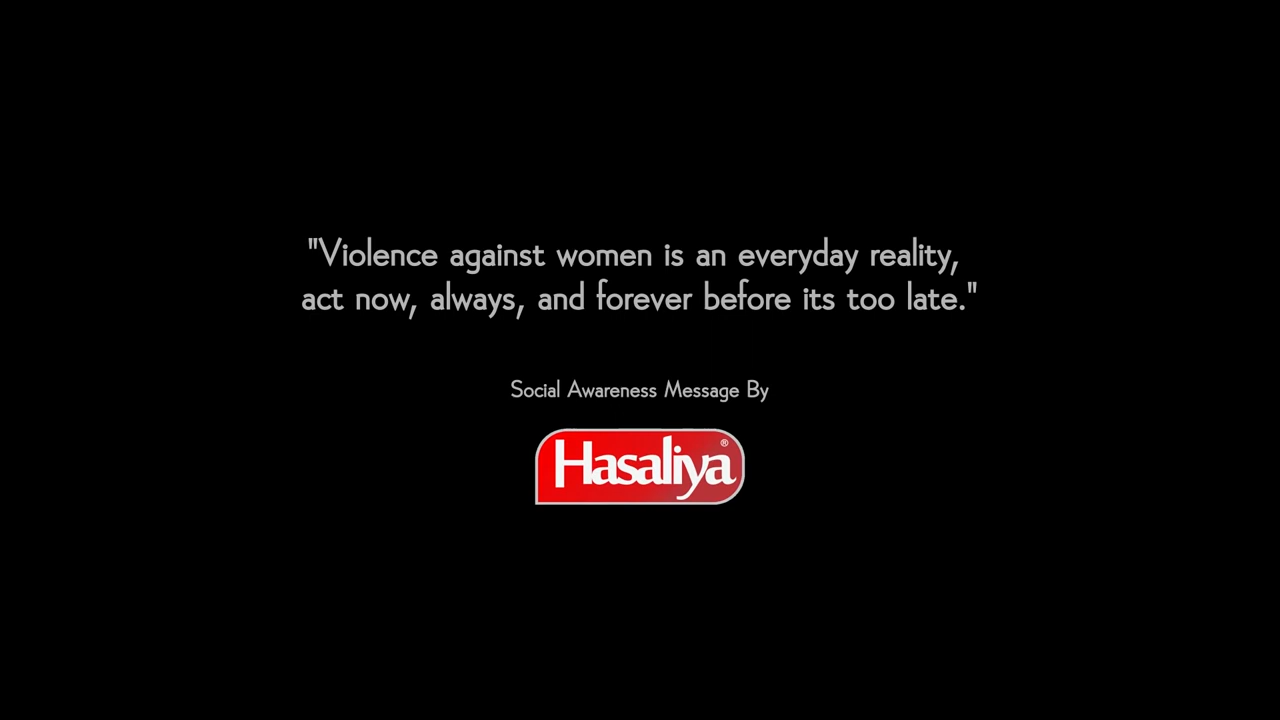 "Violence against women is an everyday reality,
act now, always, and forever before its too late."
Social Awareness Message By
Hasaliya®